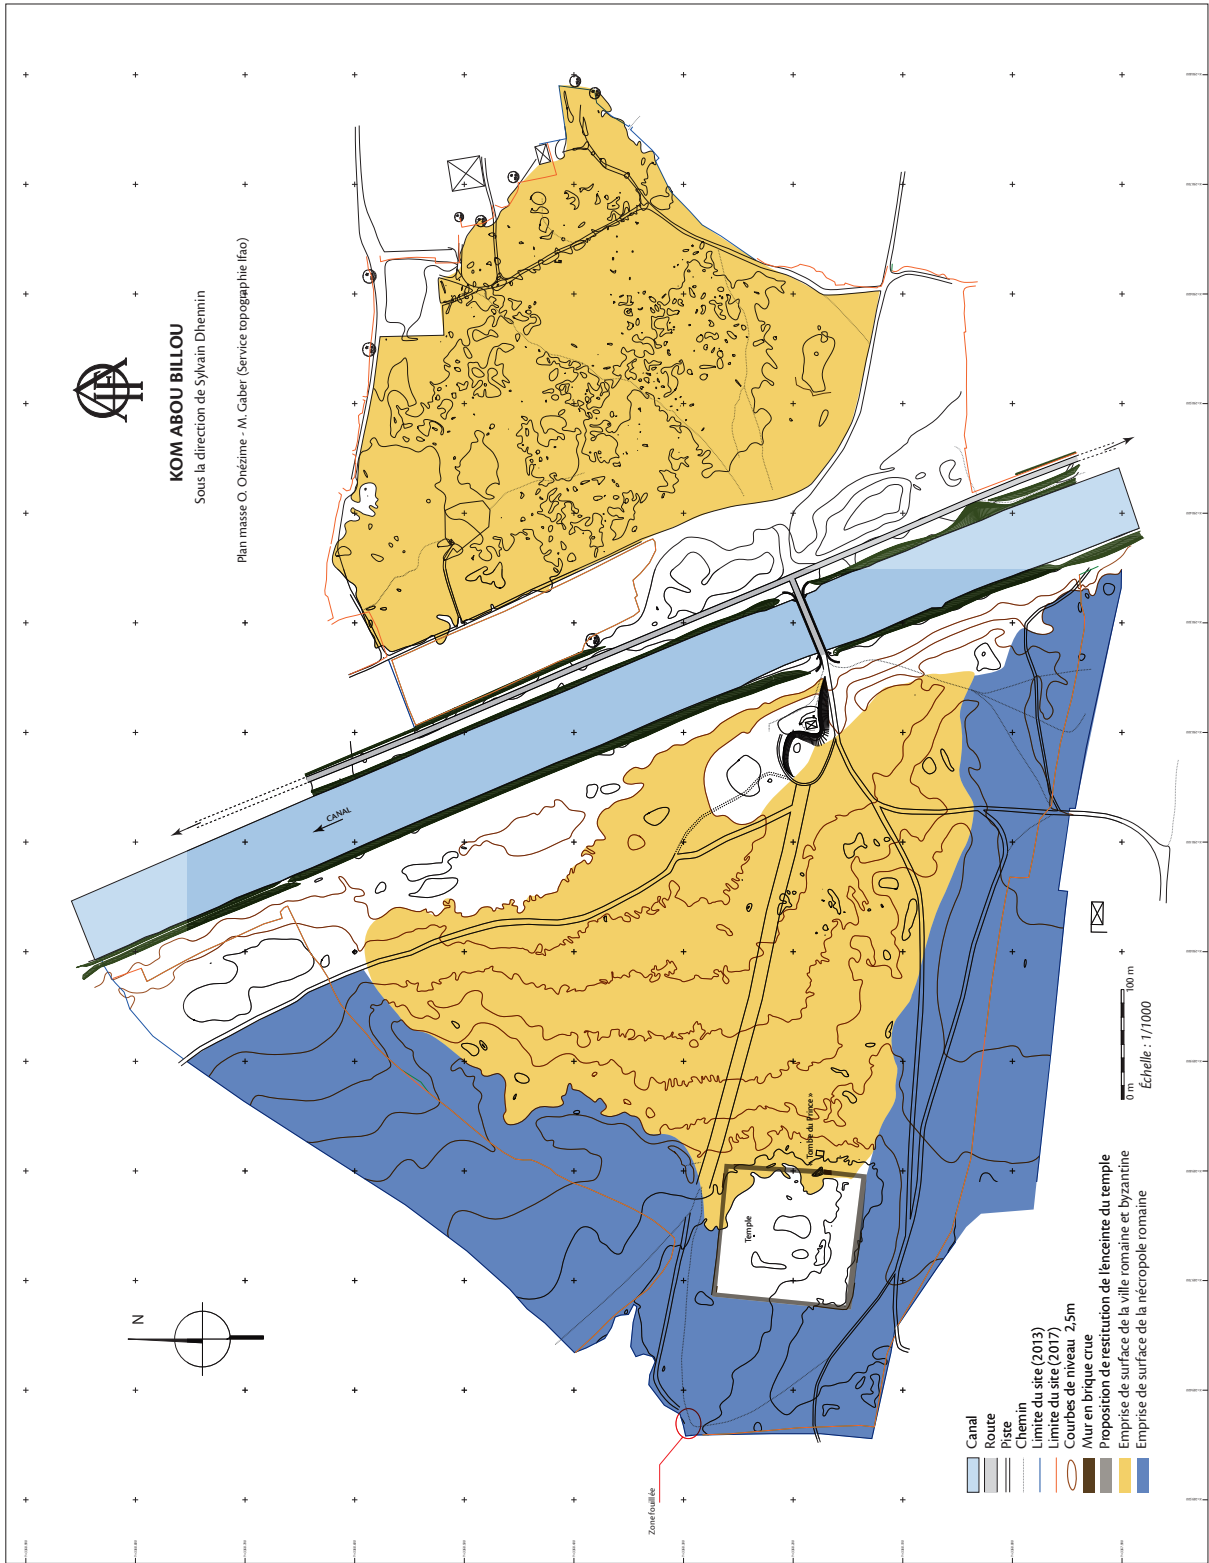 KOM ABOU BILLOU
Sous la direction de Sylvain Dhennin
Plan masse O. Onézime - M. Gaber (Service topographie Ifao)
N
CANAL
Temple
Tombe du Prince »
Zone fouillée
0 m
100 m
Échelle : 1/1000
Canal
Route
Piste
Chemin
Limite du site (2013)
Limite du site (2017)
Courbes de niveau 2,5m
Mur en brique crue
Proposition de restitution de l'enceinte du temple
Emprise de surface de la ville romaine et byzantine
Emprise de surface de la nécropole romaine